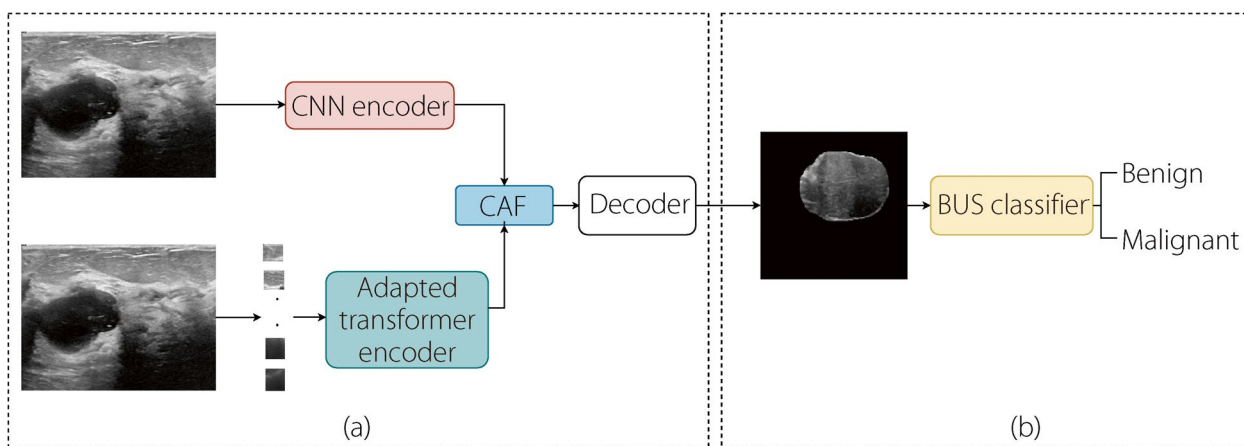 CNN encoder
CAF
Decoder
Adapted
transformer
encoder
(a)
BUS classifier
Benign
Malignant
(b)